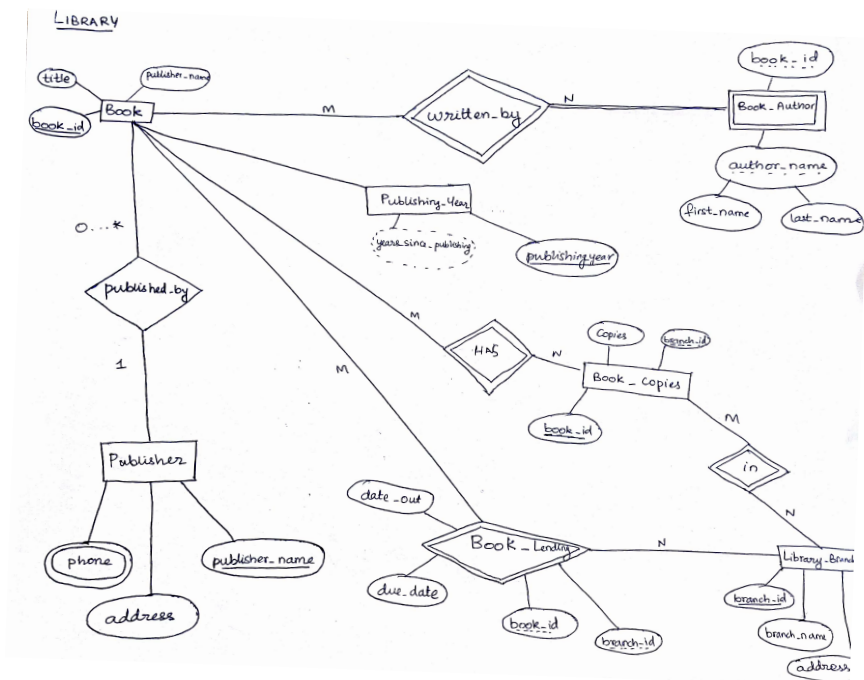 LIBRARY
title
publisher_name
book_id
Book
M
written_by
N
Book_Author
book_id
author_name
first_name
last_name
Publishing_Year
years_since_publishing
publishingyear
0...*
published_by
1
Publisher
phone
address
publisher_name
M
HAS
N
Copies
branch_id
Book_Copies
book_id
M
in
N
M
date_out
Book_Lending
due_date
book_id
branch_id
N
Library_Branch
branch_id
branch_name
address